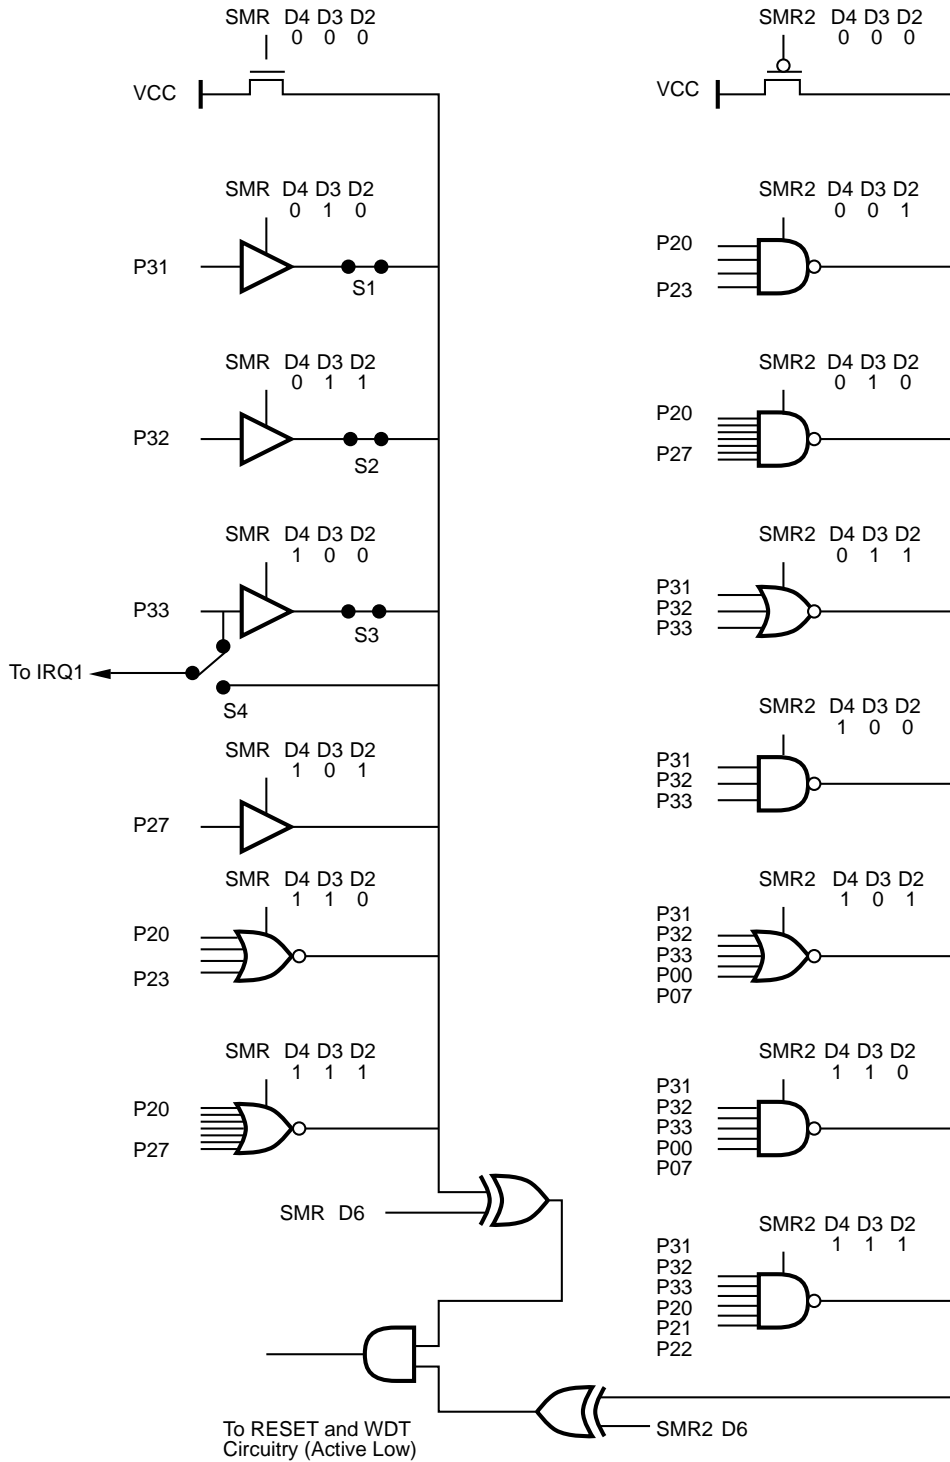 SMR D4 D3 D2
0 0 0
VCC
SMR D4 D3 D2
0 1 0
P31
S1
SMR D4 D3 D2
0 1 1
P32
S2
SMR D4 D3 D2
1 0 0
P33
S3
To IRQ1
S4
SMR D4 D3 D2
1 0 1
P27
SMR D4 D3 D2
1 1 0
P20
P23
SMR D4 D3 D2
1 1 1
P20
P27
SMR D6
To RESET and WDT
Circuitry (Active Low)
SMR2 D4 D3 D2
0 0 0
VCC
SMR2 D4 D3 D2
0 0 1
P20
P23
SMR2 D4 D3 D2
0 1 0
P20
P27
SMR2 D4 D3 D2
0 1 1
P31
P32
P33
SMR2 D4 D3 D2
1 0 0
P31
P32
P33
SMR2 D4 D3 D2
1 0 1
P31
P32
P33
P00
P07
SMR2 D4 D3 D2
1 1 0
P31
P32
P33
P00
P07
SMR2 D4 D3 D2
1 1 1
P31
P32
P33
P20
P21
P22
SMR2 D6